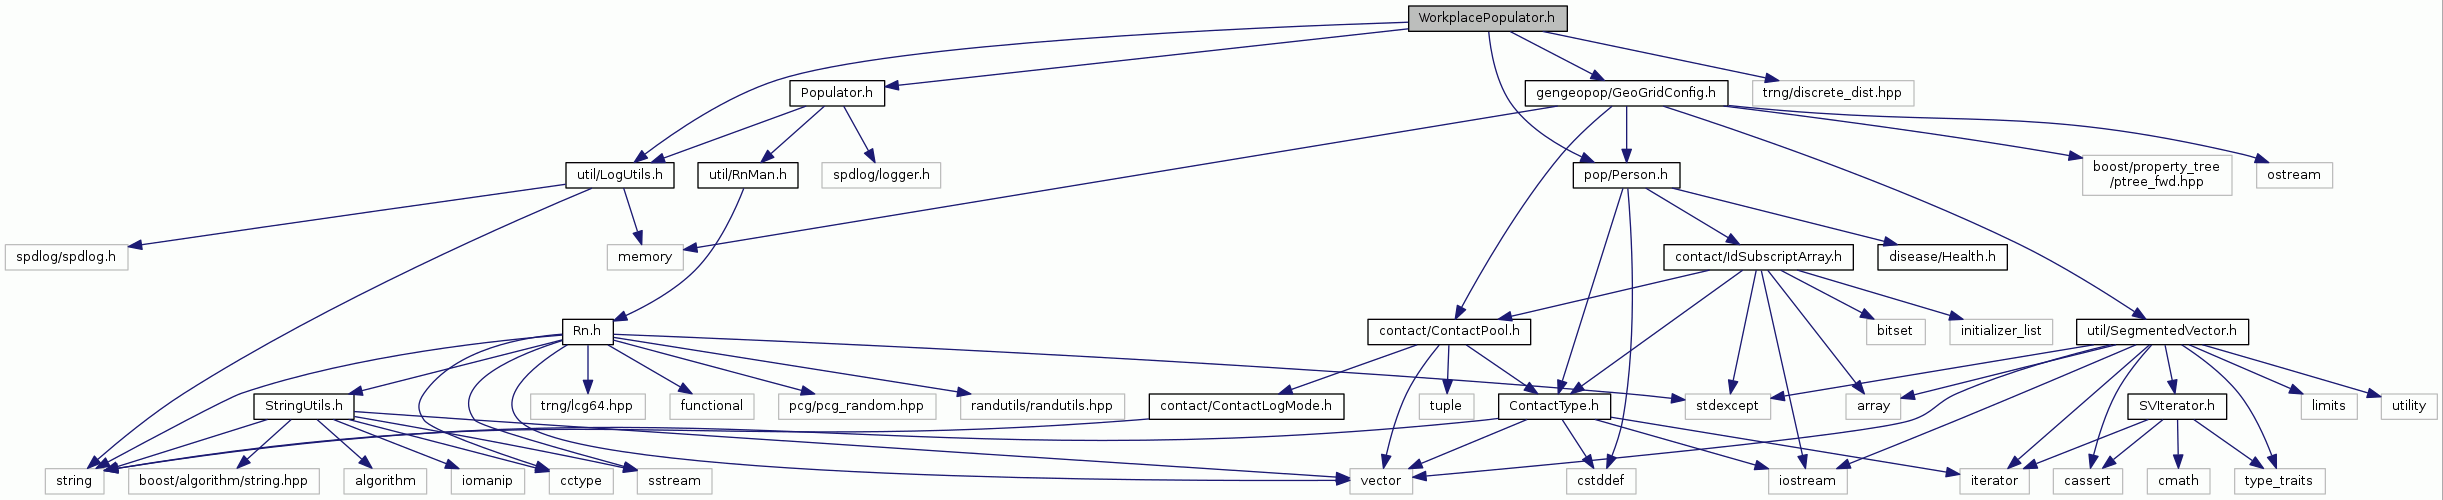 WorkplacePopulator.h
Populator.h
gengeopop/GeoGridConfig.h
trng/discrete_dist.hpp
util/LogUtils.h
util/RnMan.h
spdlog/logger.h
pop/Person.h
boost/property_tree
/ptree_fwd.hpp
ostream
spdlog/spdlog.h
memory
contact/IdSubscriptArray.h
disease/Health.h
Rn.h
contact/ContactPool.h
bitset
initializer_list
util/SegmentedVector.h
StringUtils.h
trng/lcg64.hpp
functional
pcg/pcg_random.hpp
randutils/randutils.hpp
contact/ContactLogMode.h
tuple
ContactType.h
stdexcept
array
SVIterator.h
limits
utility
string
boost/algorithm/string.hpp
algorithm
iomanip
cctype
sstream
vector
cstddef
iostream
iterator
cassert
cmath
type_traits